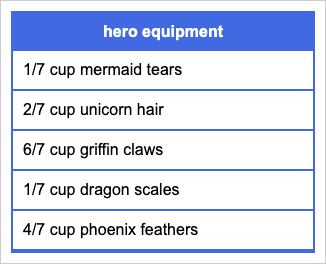 hero equipment
1/7 cup mermaid tears
2/7 cup unicorn hair
6/7 cup griffin claws
1/7 cup dragon scales
4/7 cup phoenix feathers